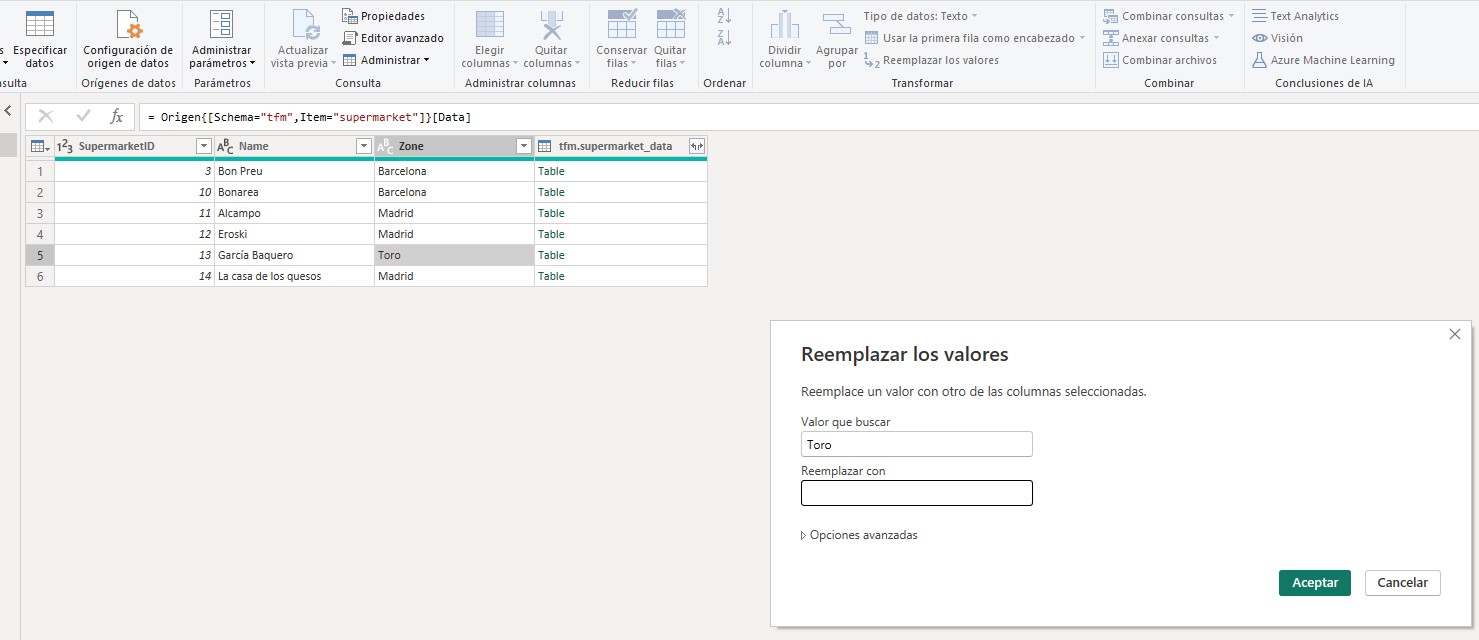 s
Especificar datos
sulta
Configuración de origen de datos
Orígenes de datos
Administrar parámetros
Parámetros
Actualizar vista previa
Propiedades
Editor avanzado
Administrar
Consulta
Elegir columnas
Quitar columnas
Administrar columnas
Conservar filas
Quitar filas
Reducir filas
A Z
Z A
Ordenar
Dividir columna
Agrupar por
Tipo de datos: Texto
Usar la primera fila como encabezado
1 2 Reemplazar los valores
Transformar
Combinar consultas
Anexar consultas
Combinar archivos
Combinar
Text Analytics
Visión
Azure Machine Learning
Conclusiones de IA
fx = Origen{[Schema="tfm",Item="supermarket"]}[Data]
123 SupermarketID ABC Name ABC Zone tfm.supermarket_data
1 3 Bon Preu Barcelona Table
2 10 Bonarea Barcelona Table
3 11 Alcampo Madrid Table
4 12 Eroski Madrid Table
5 13 García Baquero Toro Table
6 14 La casa de los quesos Madrid Table
Reemplazar los valores
Reemplace un valor con otro de las columnas seleccionadas.
Valor que buscar
Toro
Reemplazar con
Opciones avanzadas
Aceptar Cancelar